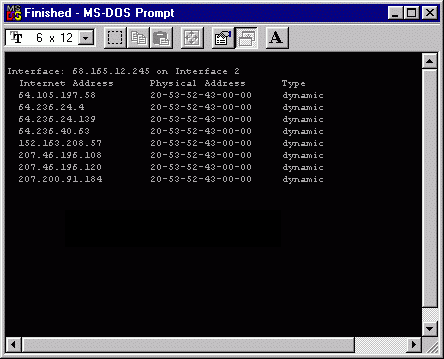 Finished - MS-DOS Prompt
6 x 12
Interface: 68.165.12.245 on Interface 2
Internet Address Physical Address Type
64.105.197.58 20-53-52-43-00-00 dynamic
64.236.24.4 20-53-52-43-00-00 dynamic
64.236.24.139 20-53-52-43-00-00 dynamic
64.236.40.63 20-53-52-43-00-00 dynamic
152.163.208.57 20-53-52-43-00-00 dynamic
207.46.196.108 20-53-52-43-00-00 dynamic
207.46.196.120 20-53-52-43-00-00 dynamic
207.200.91.184 20-53-52-43-00-00 dynamic